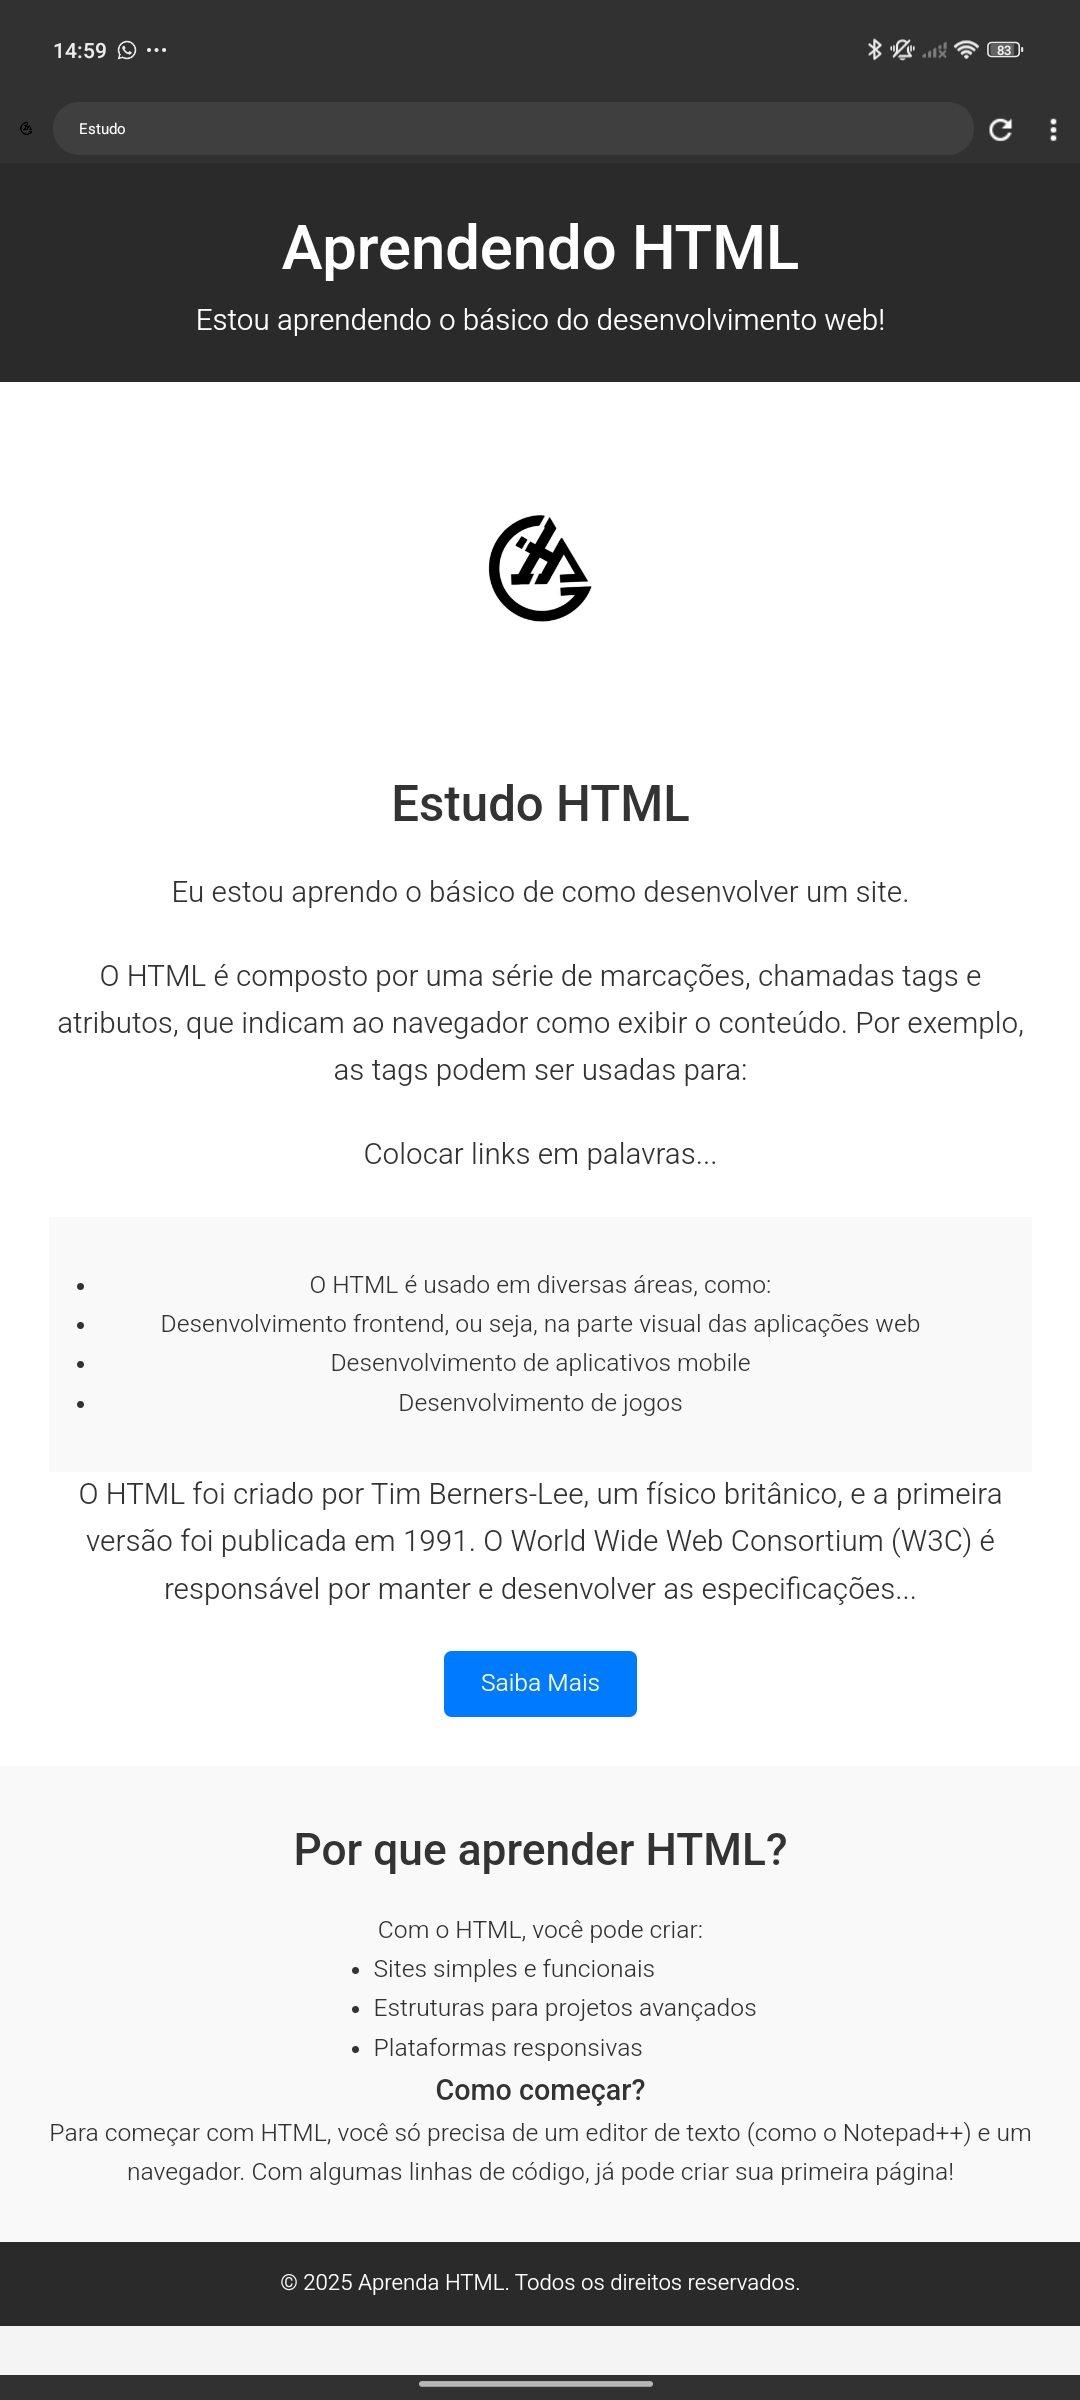 14:59
83
Estudo
Aprendendo HTML
Estou aprendendo o básico do desenvolvimento web!
Estudo HTML
Eu estou aprendo o básico de como desenvolver um site.
O HTML é composto por uma série de marcações, chamadas tags e
atributos, que indicam ao navegador como exibir o conteúdo. Por exemplo,
as tags podem ser usadas para:
Colocar links em palavras...
• O HTML é usado em diversas áreas, como:
• Desenvolvimento frontend, ou seja, na parte visual das aplicações web
• Desenvolvimento de aplicativos mobile
• Desenvolvimento de jogos
O HTML foi criado por Tim Berners-Lee, um físico britânico, e a primeira
versão foi publicada em 1991. O World Wide Web Consortium (W3C) é
responsável por manter e desenvolver as especificações...
Saiba Mais
Por que aprender HTML?
Com o HTML, você pode criar:
• Sites simples e funcionais
• Estruturas para projetos avançados
• Plataformas responsivas
Como começar?
Para começar com HTML, você só precisa de um editor de texto (como o Notepad++) e um
navegador. Com algumas linhas de código, já pode criar sua primeira página!
© 2025 Aprenda HTML. Todos os direitos reservados.